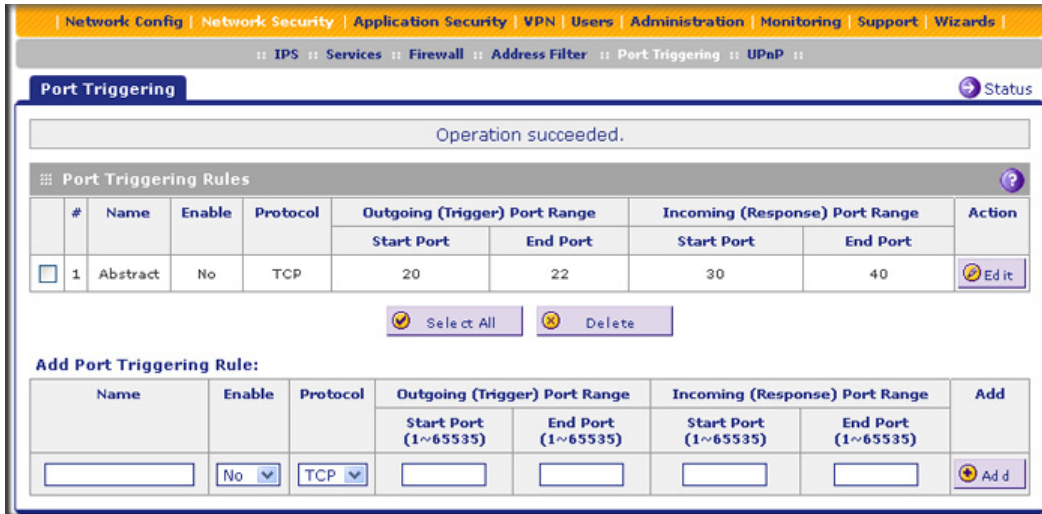 | Network Config | Network Security | Application Security | VPN | Users | Administration | Monitoring | Support | Wizards |
:: IPS :: Services :: Firewall :: Address Filter :: Port Triggering :: UPnP ::
Port Triggering
Status
Operation succeeded.
Port Triggering Rules
?
# Name Enable Protocol Outgoing (Trigger) Port Range Incoming (Response) Port Range Action
Start Port End Port Start Port End Port
1 Abstract No TCP 20 22 30 40 Edit
Select All Delete
Add Port Triggering Rule:
Name Enable Protocol Outgoing (Trigger) Port Range Incoming (Response) Port Range Add
Start Port End Port Start Port End Port
(1~65535) (1~65535) (1~65535) (1~65535)
No TCP Add